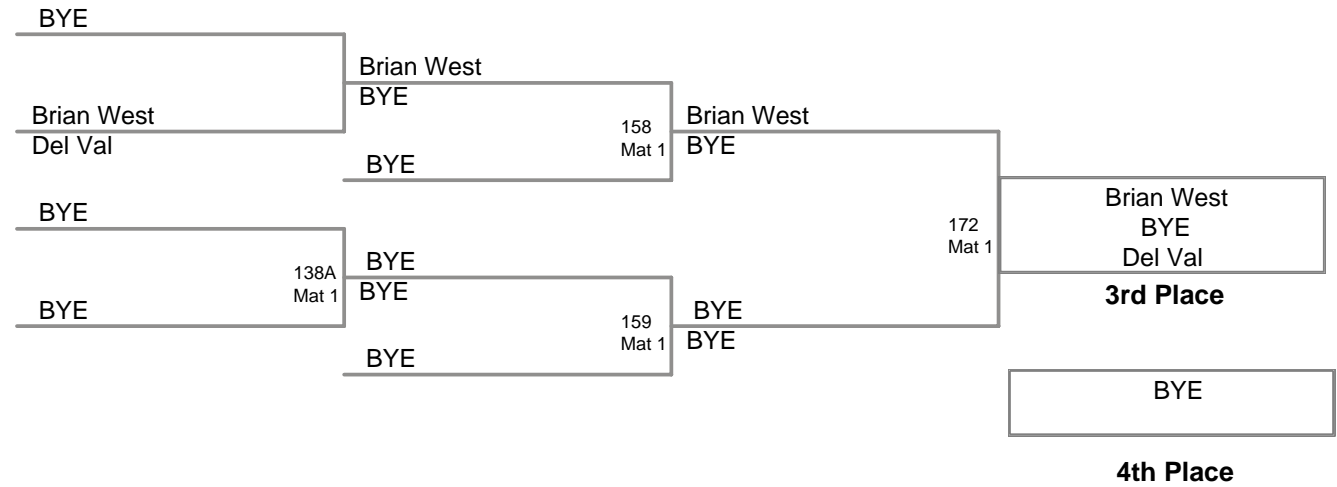 BYE
Brian West
Del Val
BYE
138A
Mat 1
BYE
Brian West
BYE
158
Mat 1
BYE
BYE
BYE
159
Mat 1
BYE
Brian West
BYE
172
Mat 1
BYE
BYE
Brian West
BYE
Del Val
3rd Place
BYE
4th Place